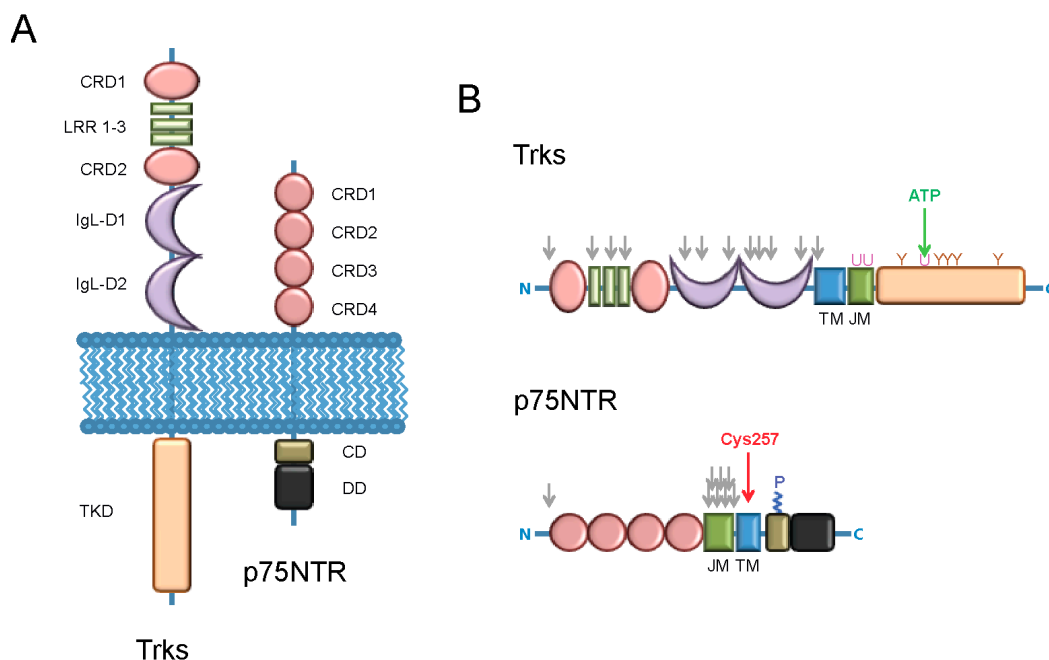 A
CRD1
LRR 1-3
CRD2
IgL-D1
IgL-D2
TKD
Trks
CRD1
CRD2
CRD3
CRD4
CD
DD
p75NTR
B
Trks
ATP
UU Y U YYY Y
N C
TM JM
p75NTR
Cys257
P
N C
JM TM